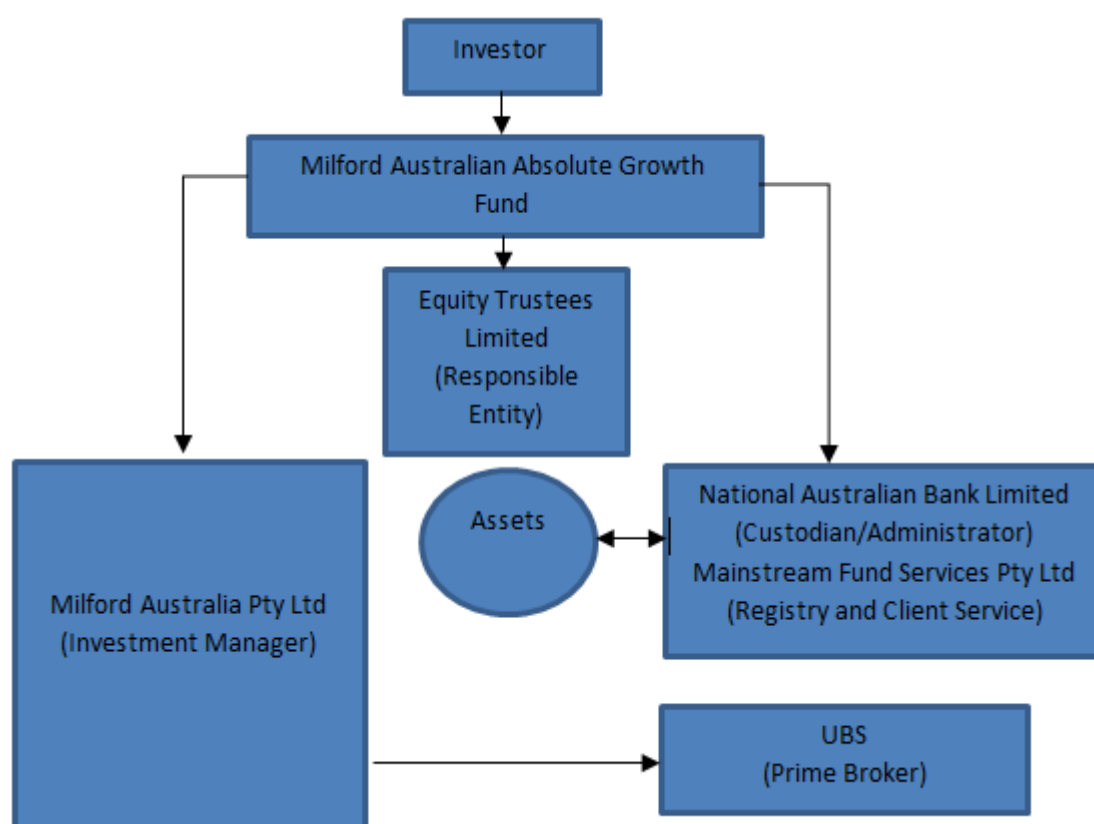 Investor
Milford Australian Absolute Growth
Fund
Equity Trustees
Limited
(Responsible
Entity)
Assets
National Australian Bank Limited
(Custodian/Administrator)
Mainstream Fund Services Pty Ltd
(Registry and Client Service)
Milford Australia Pty Ltd
(Investment Manager)
UBS
(Prime Broker)